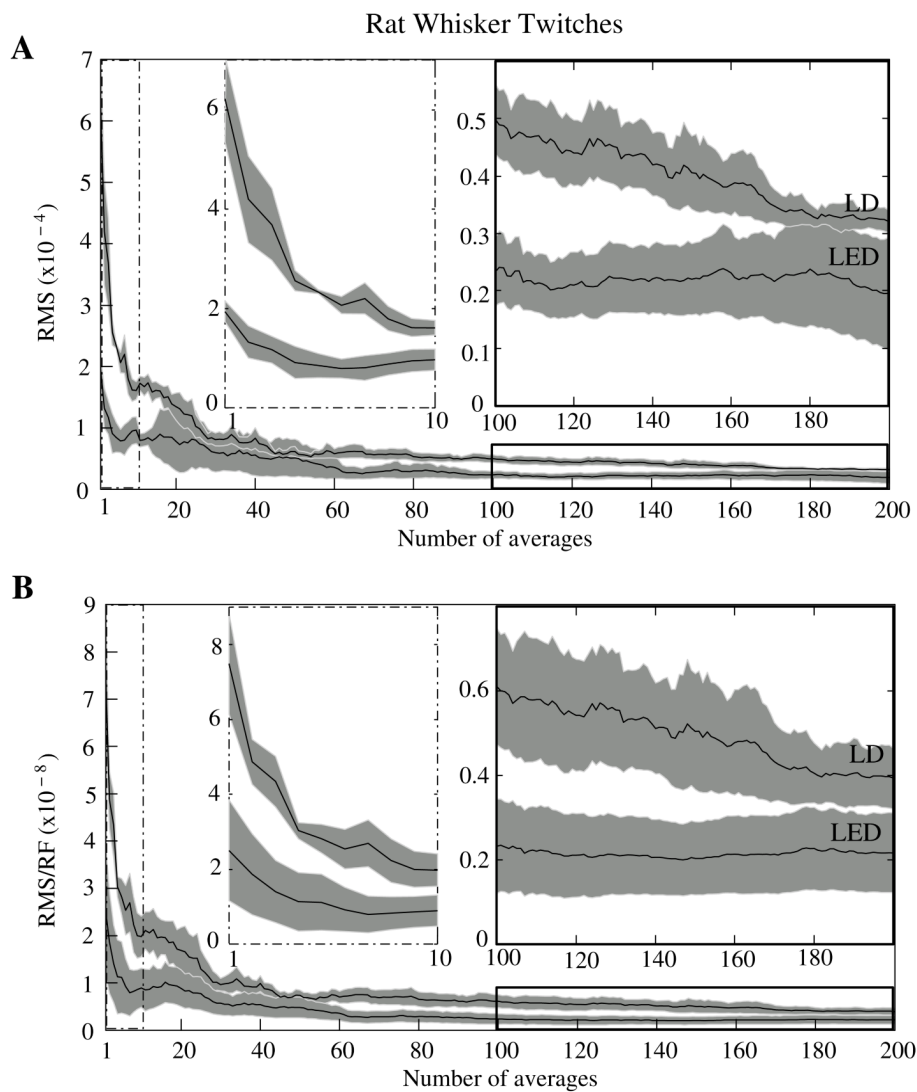 Rat Whisker Twitches
A
7
6
5
4
3
2
1
0
RMS (x10⁻⁴)
6
4
2
0
1 10
0.5
0.4
0.3
0.2
0.1
0
LD
LED
100 120 140 160 180
1 20 40 60 80 100 120 140 160 180 200
Number of averages
B
9
8
7
6
5
4
3
2
1
0
RMS/RF (x10⁻⁸)
8
6
4
2
0
1 10
0.6
0.4
0.2
0
LD
LED
100 120 140 160 180
1 20 40 60 80 100 120 140 160 180 200
Number of averages